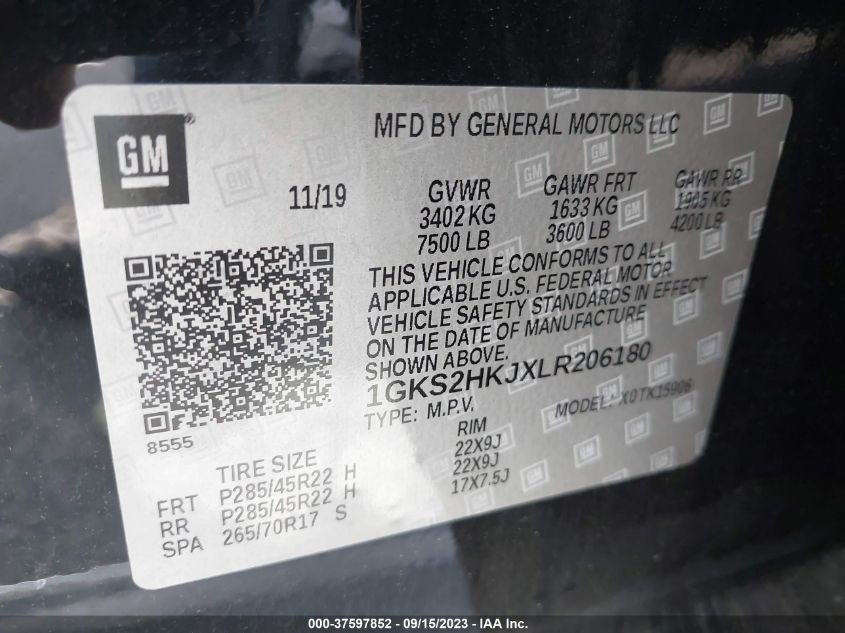 GM®
MFD BY GENERAL MOTORS LLC
11/19
GVWR GAWR FRT GAWR RR
3402 KG 1633 KG 1905 KG
7500 LB 3600 LB 4200 LB
THIS VEHICLE CONFORMS TO ALL
APPLICABLE U.S. FEDERAL MOTOR
VEHICLE SAFETY STANDARDS IN EFFECT
ON THE DATE OF MANUFACTURE
SHOWN ABOVE.
1GKS2HKJXLR206180
TYPE: M.P.V. MODEL: X0TK15906
8555
TIRE SIZE RIM
FRT P285/45R22 H 22X9J
RR P285/45R22 H 22X9J
SPA 265/70R17 S 17X7.5J
000-37597852 - 09/15/2023 - IAA Inc.